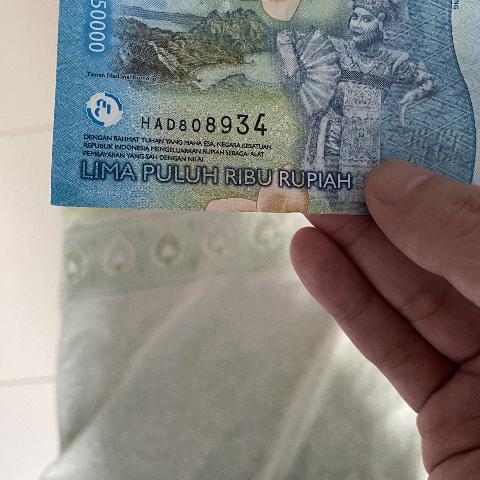 50000
Taman Nasional Komodo
HAD808934
DENGAN RAHMAT TUHAN YANG MAHA ESA, NEGARA KESATUAN
REPUBLIK INDONESIA MENGELUARKAN RUPIAH SEBAGAI ALAT
PEMBAYARAN YANG SAH DENGAN NILAI
LIMA PULUH RIBU RUPIAH